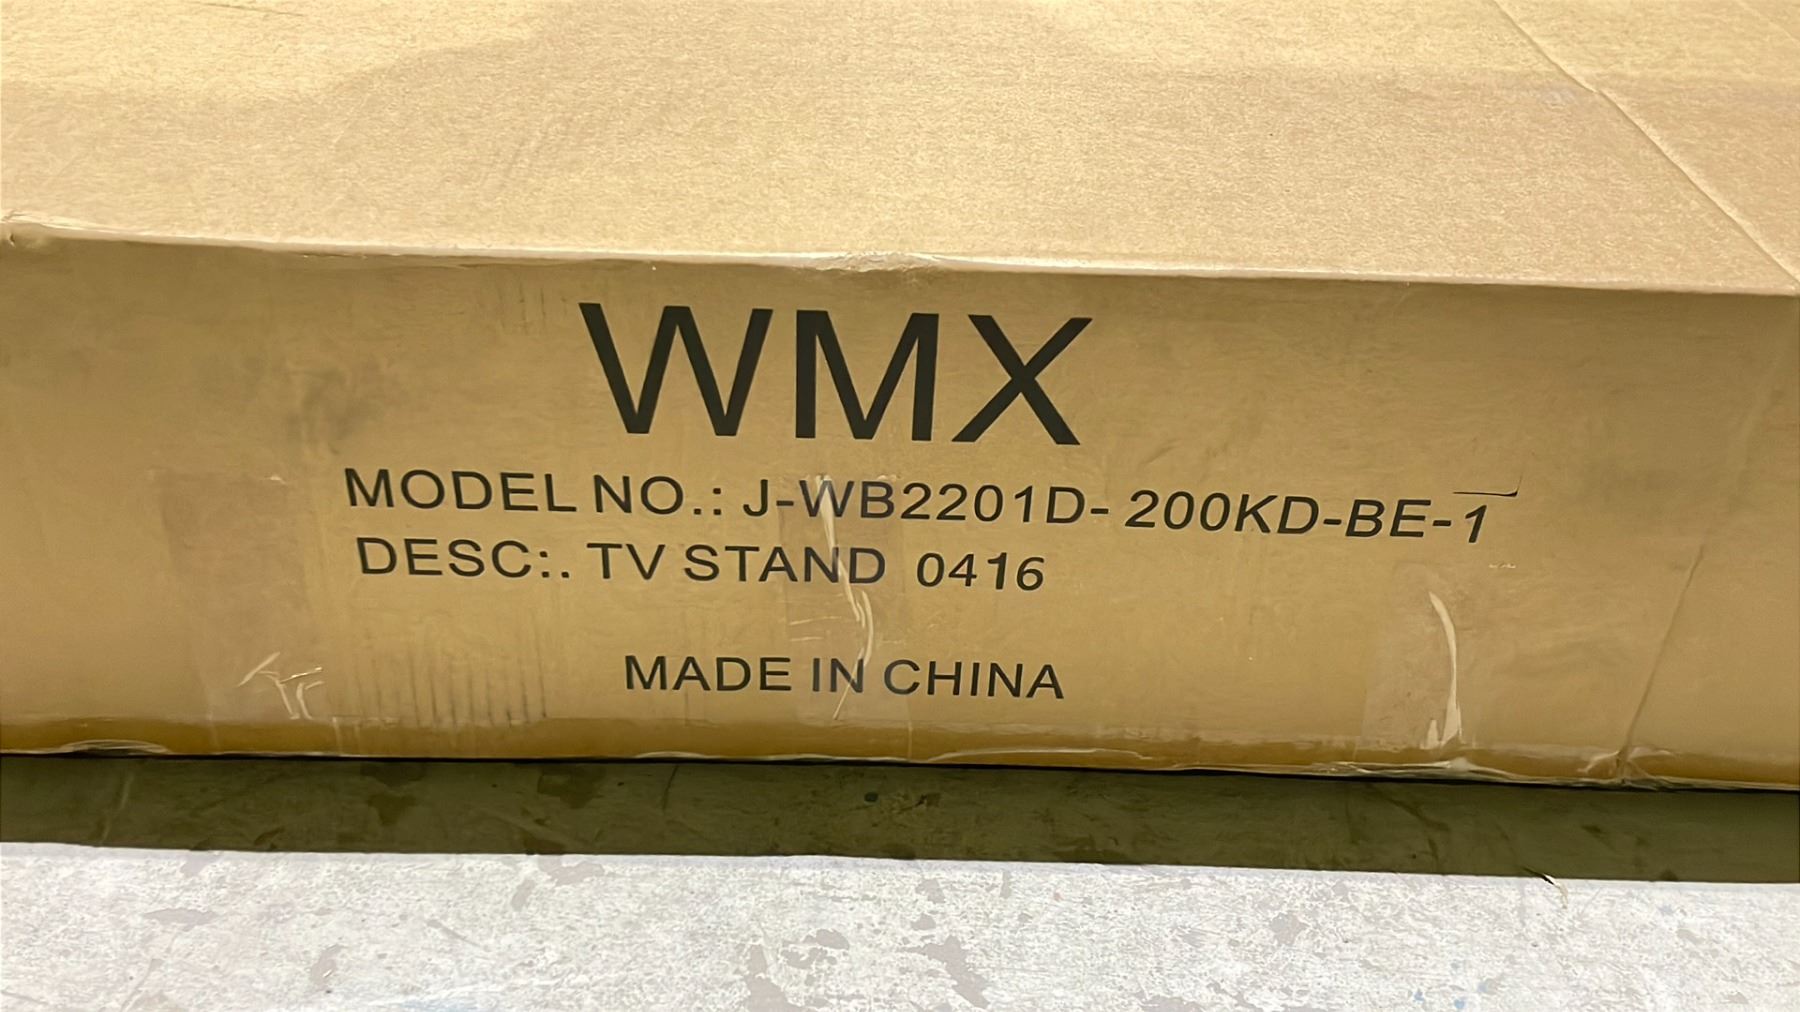 WMX
MODEL NO.: J-WB2201D- 200KD-BE-1
DESC:. TV STAND 0416
MADE IN CHINA